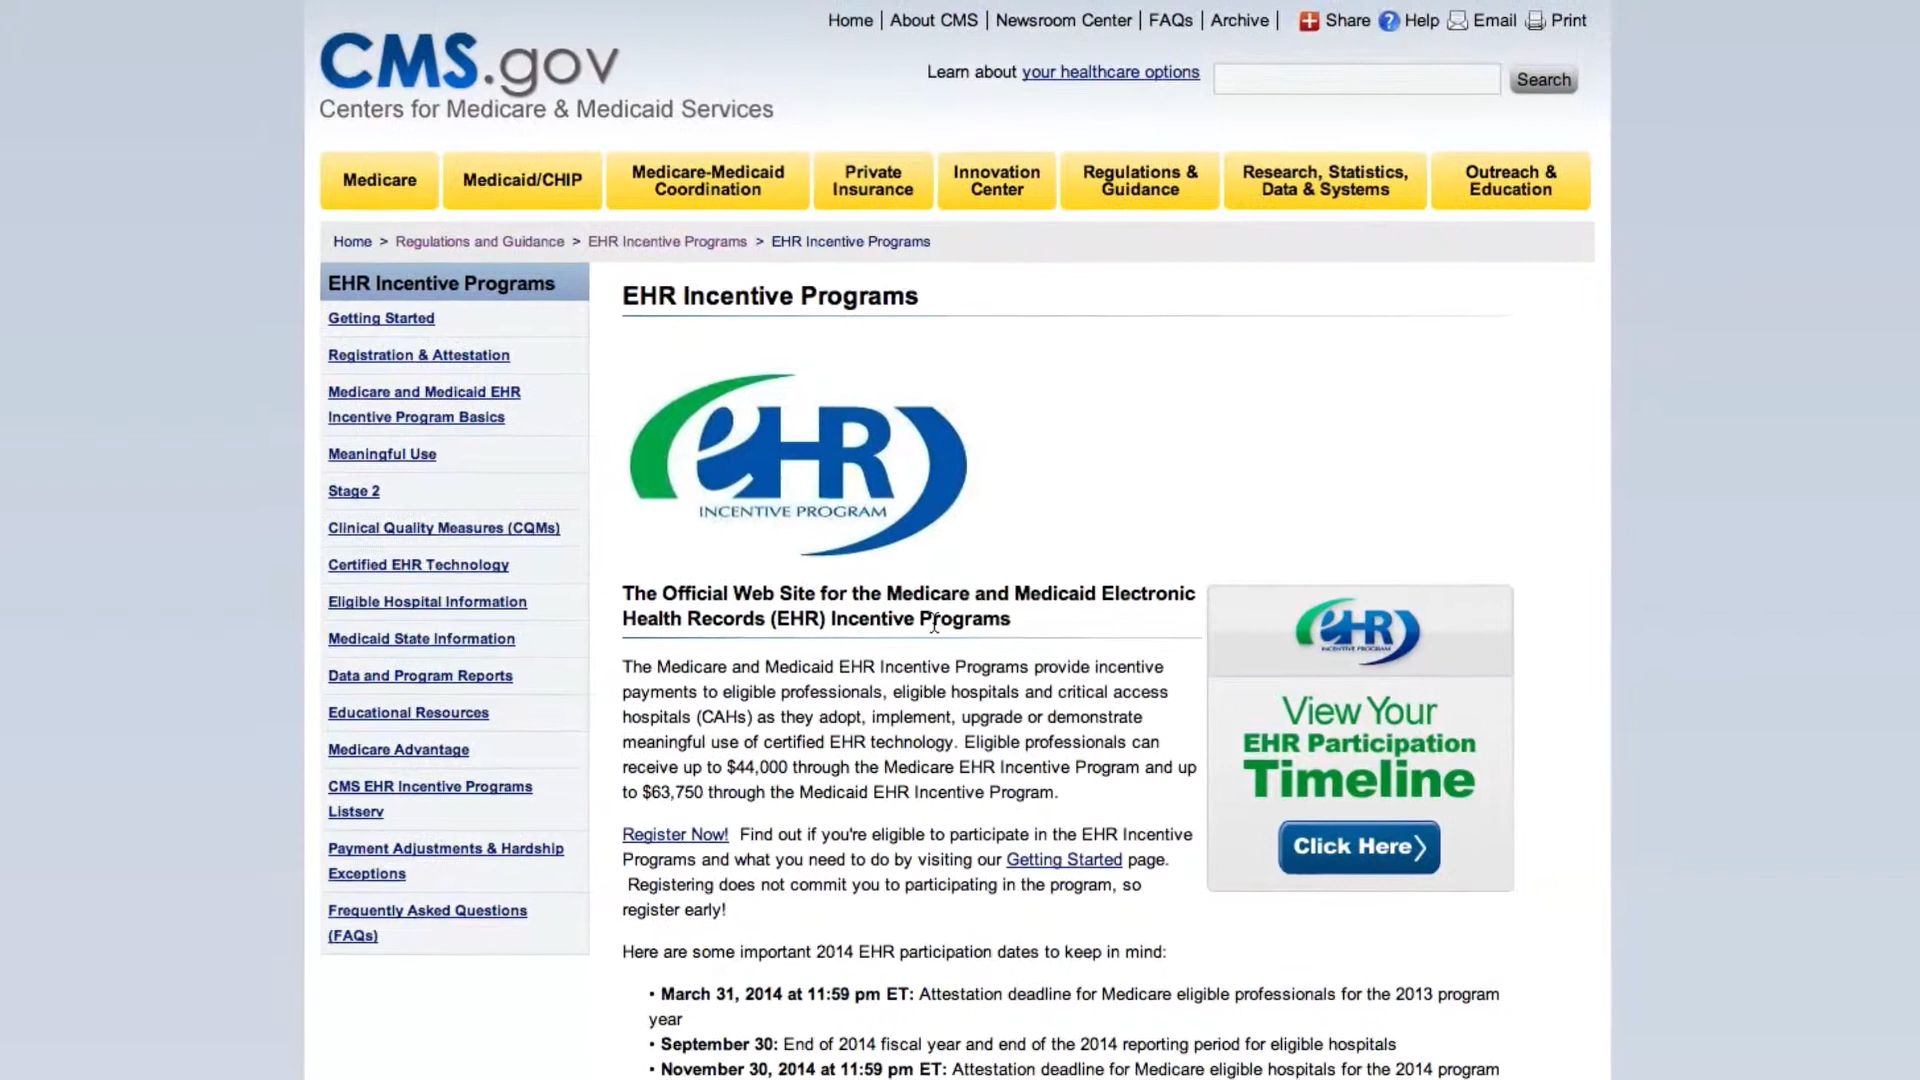 Home | About CMS | Newsroom Center | FAQs | Archive | Share Help Email Print
CMS.gov
Centers for Medicare & Medicaid Services
Learn about your healthcare options
Search
Medicare
Medicaid/CHIP
Medicare-Medicaid
Coordination
Private
Insurance
Innovation
Center
Regulations &
Guidance
Research, Statistics,
Data & Systems
Outreach &
Education
Home > Regulations and Guidance > EHR Incentive Programs > EHR Incentive Programs
EHR Incentive Programs
Getting Started
Registration & Attestation
Medicare and Medicaid EHR
Incentive Program Basics
Meaningful Use
Stage 2
Clinical Quality Measures (CQMs)
Certified EHR Technology
Eligible Hospital Information
Medicaid State Information
Data and Program Reports
Educational Resources
Medicare Advantage
CMS EHR Incentive Programs
Listserv
Payment Adjustments & Hardship
Exceptions
Frequently Asked Questions
(FAQs)
EHR Incentive Programs
eHR
INCENTIVE PROGRAM
The Official Web Site for the Medicare and Medicaid Electronic
Health Records (EHR) Incentive Programs
The Medicare and Medicaid EHR Incentive Programs provide incentive
payments to eligible professionals, eligible hospitals and critical access
hospitals (CAHs) as they adopt, implement, upgrade or demonstrate
meaningful use of certified EHR technology. Eligible professionals can
receive up to $44,000 through the Medicare EHR Incentive Program and up
to $63,750 through the Medicaid EHR Incentive Program.
Register Now! Find out if you're eligible to participate in the EHR Incentive
Programs and what you need to do by visiting our Getting Started page.
Registering does not commit you to participating in the program, so
register early!
eHR
INCENTIVE PROGRAM
View Your
EHR Participation
Timeline
Click Here
Here are some important 2014 EHR participation dates to keep in mind:
• March 31, 2014 at 11:59 pm ET: Attestation deadline for Medicare eligible professionals for the 2013 program
year
• September 30: End of 2014 fiscal year and end of the 2014 reporting period for eligible hospitals
• November 30, 2014 at 11:59 pm ET: Attestation deadline for Medicare eligible hospitals for the 2014 program